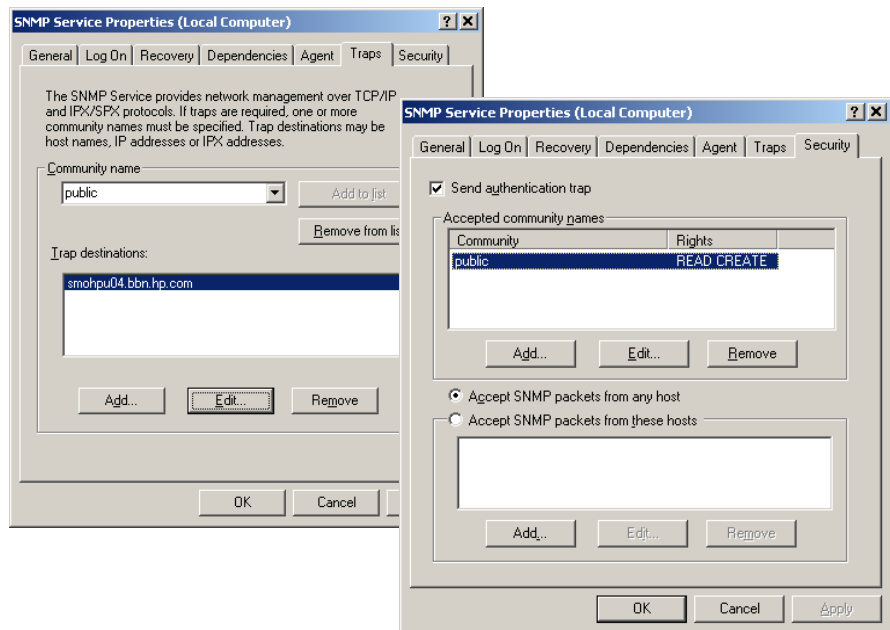 SNMP Service Properties (Local Computer)
General Log On Recovery Dependencies Agent Traps Security
The SNMP Service provides network management over TCP/IP
and IPX/SPX protocols. If traps are required, one or more
community names must be specified. Trap destinations may be
host names, IP addresses or IPX addresses.
Community name
public
Add to list
Remove from lis
Trap destinations:
smohpu04.bbn.hp.com
Add... Edit... Remove
OK Cancel
SNMP Service Properties (Local Computer)
General Log On Recovery Dependencies Agent Traps Security
Send authentication trap
Accepted community names
Community Rights
public READ CREATE
Add... Edit... Remove
Accept SNMP packets from any host
Accept SNMP packets from these hosts
Add... Edit... Remove
OK Cancel Apply